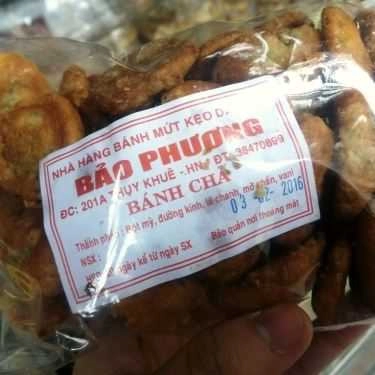 NHÀ HÀNG BÁNH MỨT KẸO
BẢO PHƯƠNG
ĐC: 201A THỤY KHUÊ -.HN ĐT: 38470899
BÁNH CHẢ
Thành phần: Bột mỳ, đường kính, lá chanh, mỡ phần, vani
NSX: 03 -02- 2016
ngày kể từ ngày SX Bảo quản nơi thoáng mát